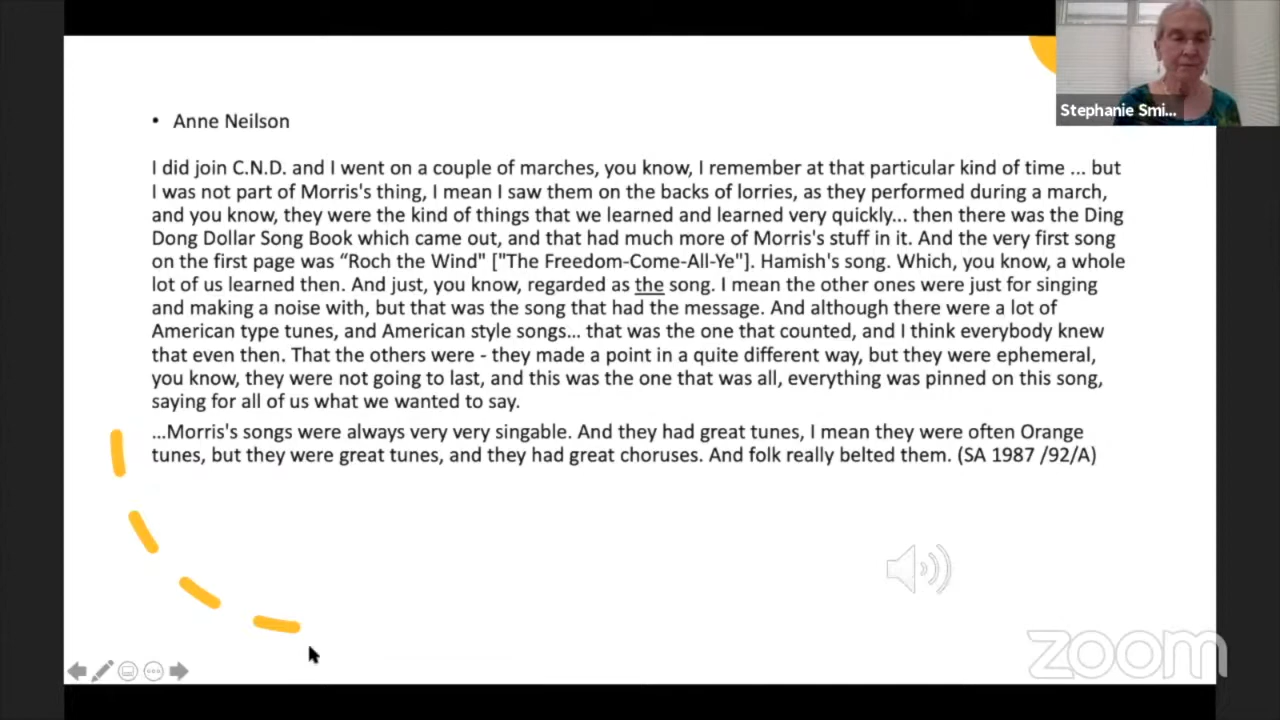 Stephanie Smi...
• Anne Neilson
I did join C.N.D. and I went on a couple of marches, you know, I remember at that particular kind of time ... but
I was not part of Morris's thing, I mean I saw them on the backs of lorries, as they performed during a march,
and you know, they were the kind of things that we learned and learned very quickly... then there was the Ding
Dong Dollar Song Book which came out, and that had much more of Morris's stuff in it. And the very first song
on the first page was “Roch the Wind" ["The Freedom-Come-All-Ye"]. Hamish's song. Which, you know, a whole
lot of us learned then. And just, you know, regarded as the song. I mean the other ones were just for singing
and making a noise with, but that was the song that had the message. And although there were a lot of
American type tunes, and American style songs... that was the one that counted, and I think everybody knew
that even then. That the others were - they made a point in a quite different way, but they were ephemeral,
you know, they were not going to last, and this was the one that was all, everything was pinned on this song,
saying for all of us what we wanted to say.
...Morris's songs were always very very singable. And they had great tunes, I mean they were often Orange
tunes, but they were great tunes, and they had great choruses. And folk really belted them. (SA 1987 /92/A)
zoom